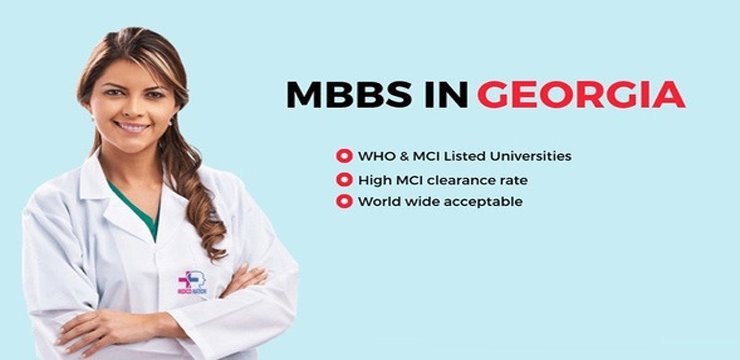 MBBS IN GEORGIA
WHO & MCI Listed Universities
High MCI clearance rate
World wide acceptable